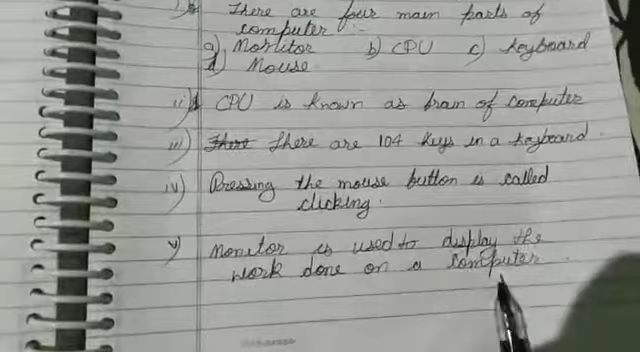 i) There are four main parts of
computer :-
a) Monitor b) CPU c) Keyboard
d) Mouse
ii) CPU is known as brain of computer
iii) There There are 104 keys in a keyboard.
iv) Pressing the mouse button is called
clicking.
v) Monitor is used to display the
work done on a computer.